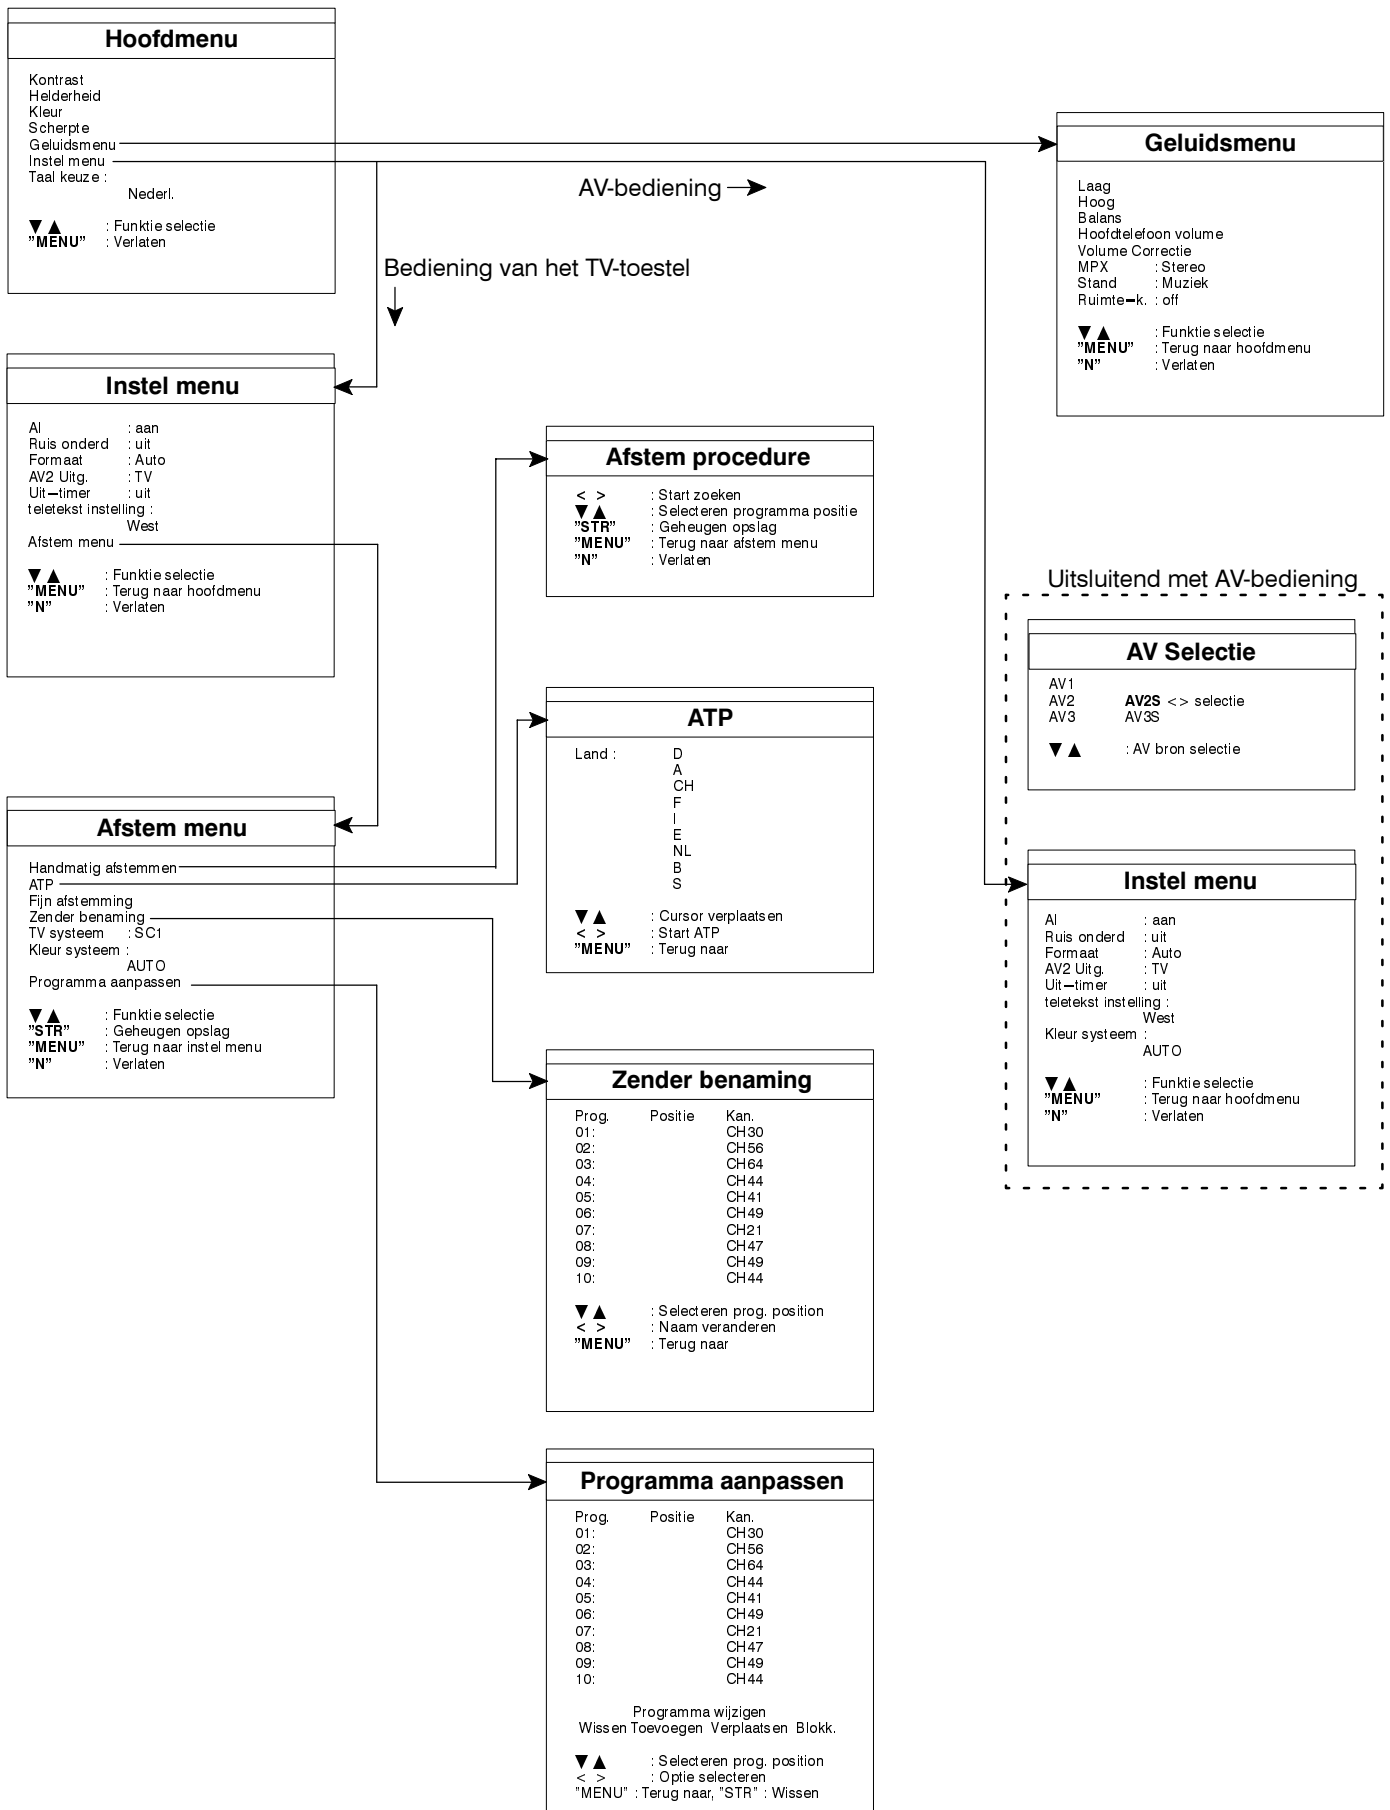 Hoofdmenu
Kontrast
Helderheid
Kleur
Scherpte
Geluidsmenu
Instel menu
Taal keuze :
Nederl.
▼ ▲ : Funktie selectie
"MENU" : Verlaten
AV-bediening
Bediening van het TV-toestel
Geluidsmenu
Laag
Hoog
Balans
Hoofdtelefoon volume
Volume Correctie
MPX : Stereo
Stand : Muziek
Ruimte-k. : off
▼ ▲ : Funktie selectie
"MENU" : Terug naar hoofdmenu
"N" : Verlaten
Instel menu
AI : aan
Ruis onderd : uit
Formaat : Auto
AV2 Uitg. : TV
Uit-timer : uit
teletekst instelling :
West
Afstem menu
▼ ▲ : Funktie selectie
"MENU" : Terug naar hoofdmenu
"N" : Verlaten
Afstem procedure
< > : Start zoeken
▼ ▲ : Selecteren programma positie
"STR" : Geheugen opslag
"MENU" : Terug naar afstem menu
"N" : Verlaten
Uitsluitend met AV-bediening
AV Selectie
AV1
AV2 AV2S <> selectie
AV3 AV3S
▼ ▲ : AV bron selectie
ATP
Land : D
A
CH
F
I
E
NL
B
S
▼ ▲ : Cursor verplaatsen
< > : Start ATP
"MENU" : Terug naar
Afstem menu
Handmatig afstemmen
ATP
Fijn afstemming
Zender benaming
TV systeem : SC1
Kleur systeem :
AUTO
Programma aanpassen
▼ ▲ : Funktie selectie
"STR" : Geheugen opslag
"MENU" : Terug naar instel menu
"N" : Verlaten
Instel menu
AI : aan
Ruis onderd : uit
Formaat : Auto
AV2 Uitg. : TV
Uit-timer : uit
teletekst instelling :
West
Kleur systeem :
AUTO
▼ ▲ : Funktie selectie
"MENU" : Terug naar hoofdmenu
"N" : Verlaten
Zender benaming
Prog. Positie Kan.
01: CH30
02: CH56
03: CH64
04: CH44
05: CH41
06: CH49
07: CH21
08: CH47
09: CH49
10: CH44
▼ ▲ : Selecteren prog. position
< > : Naam veranderen
"MENU" : Terug naar
Programma aanpassen
Prog. Positie Kan.
01: CH30
02: CH56
03: CH64
04: CH44
05: CH41
06: CH49
07: CH21
08: CH47
09: CH49
10: CH44
Programma wijzigen
Wissen Toevoegen Verplaatsen Blokk.
▼ ▲ : Selecteren prog. position
< > : Optie selecteren
"MENU" : Terug naar, "STR" : Wissen